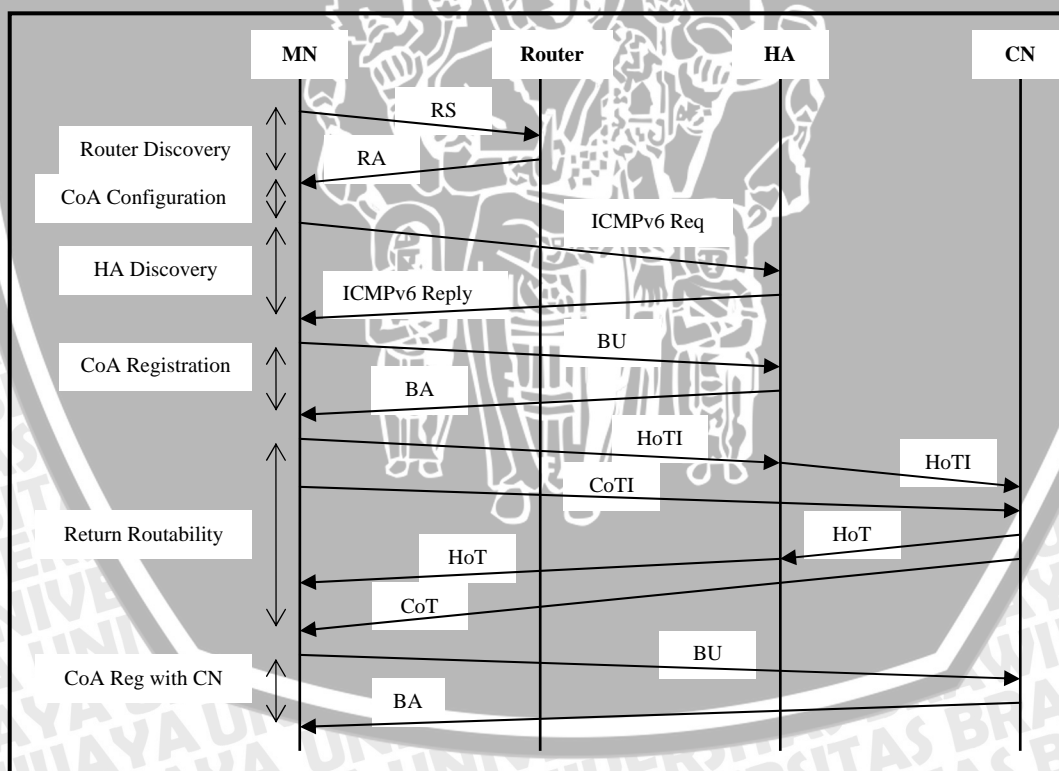 MN Router HA CN
RS
Router Discovery
RA
CoA Configuration
ICMPv6 Req
HA Discovery
ICMPv6 Reply
BU
CoA Registration
BA
HoTI
HoTI
CoTI
Return Routability
HoT
HoT
CoT
BU
CoA Reg with CN
BA